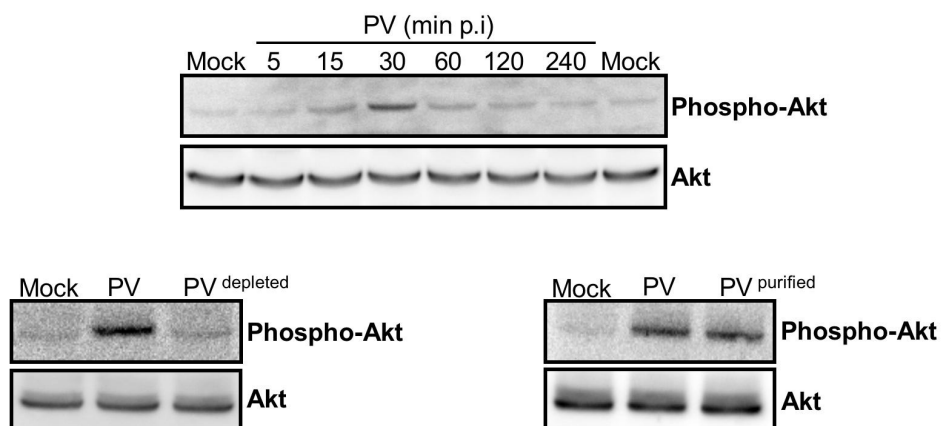 PV (min p.i)
Mock 5 15 30 60 120 240 Mock
Phospho-Akt
Akt
Mock PV PV depleted
Phospho-Akt
Akt
Mock PV PV purified
Phospho-Akt
Akt